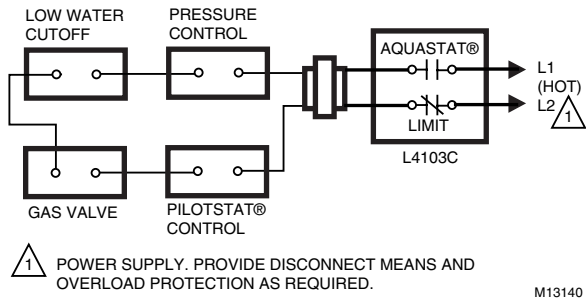 LOW WATER
CUTOFF
PRESSURE
CONTROL
AQUASTAT®
L1
(HOT)
L2
1
LIMIT
L4103C
GAS VALVE
PILOTSTAT®
CONTROL
1 POWER SUPPLY. PROVIDE DISCONNECT MEANS AND
OVERLOAD PROTECTION AS REQUIRED.
M13140